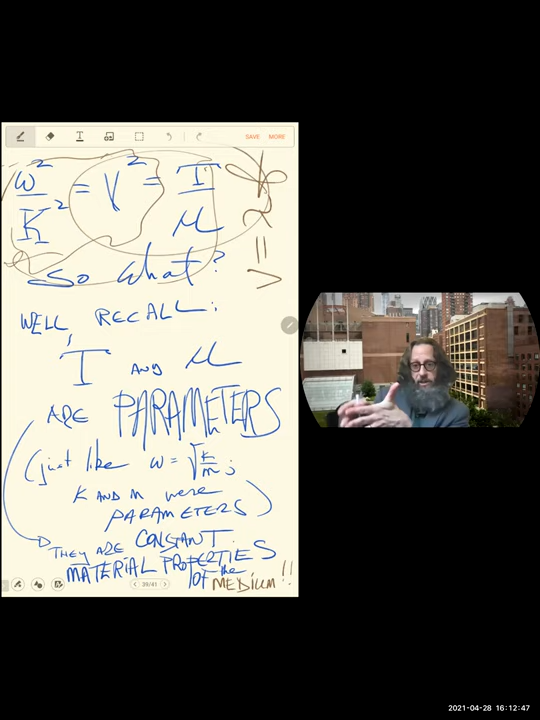 SAVE MORE
ω²/K² = V² = T/μ
V = λf
So what?
WELL, RECALL:
T AND μ
ARE PARAMETERS
(just like ω = √k/m;
K AND M were
PARAMETERS)
THEY ARE CONSTANT
MATERIAL PROPERTIES
OF the
MEDIUM!!
39/41
2021-04-28 16:12:47